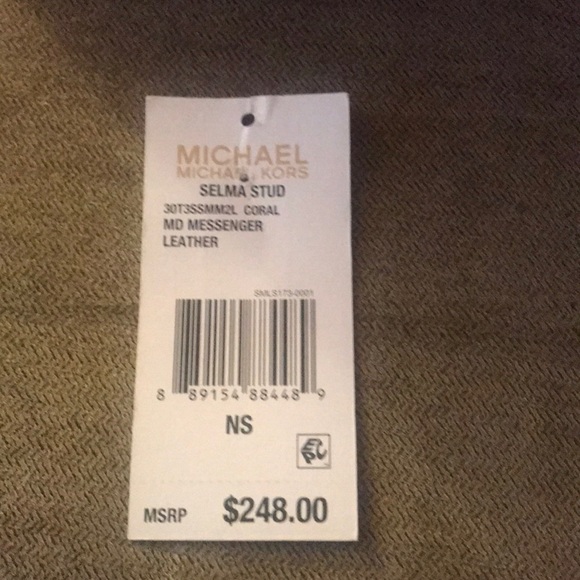 MICHAEL
MICHAEL KORS
SELMA STUD
30T3SSMM2L CORAL
MD MESSENGER
LEATHER
SMLS173-0001
8 89154 88448 9
NS
MSRP $248.00